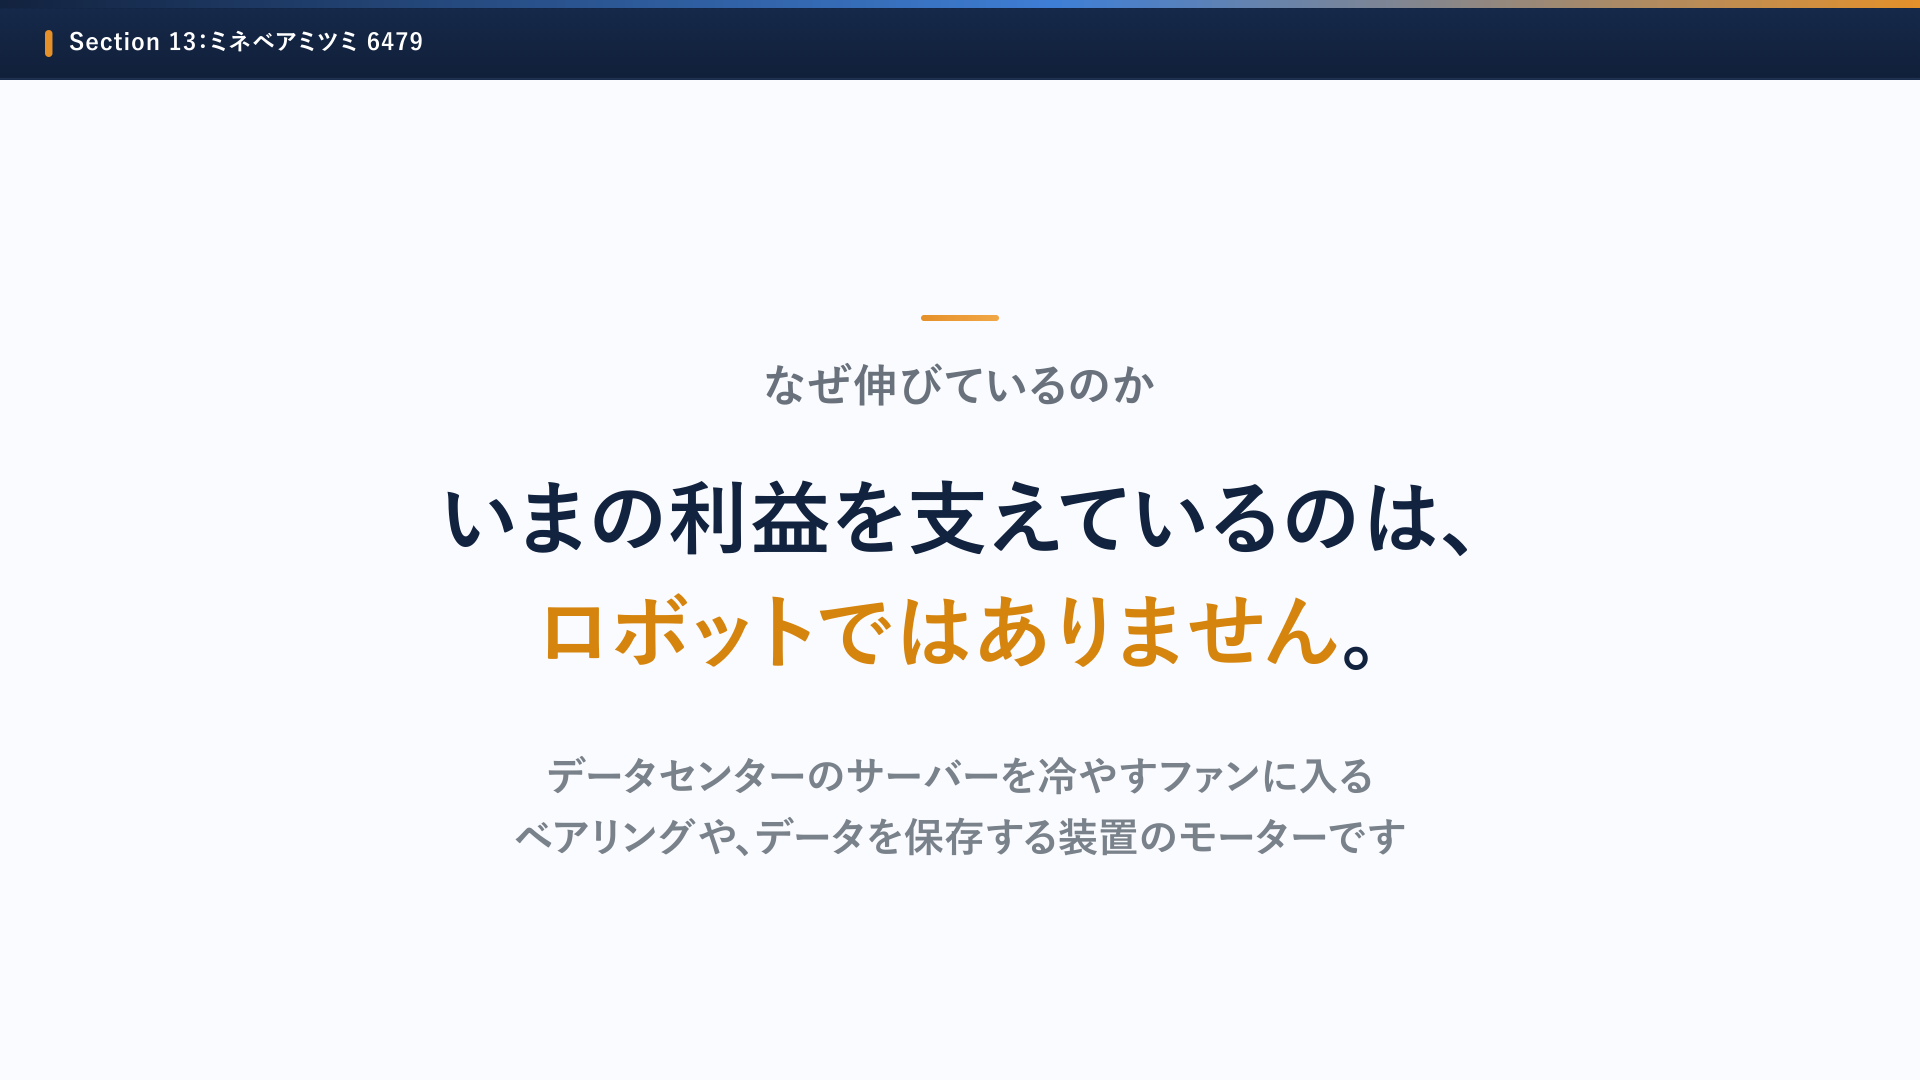 Section 13：ミネベアミツミ 6479
なぜ伸びているのか
いまの利益を支えているのは、
ロボットではありません。
データセンターのサーバーを冷やすファンに入る
ベアリングや、データを保存する装置のモーターです